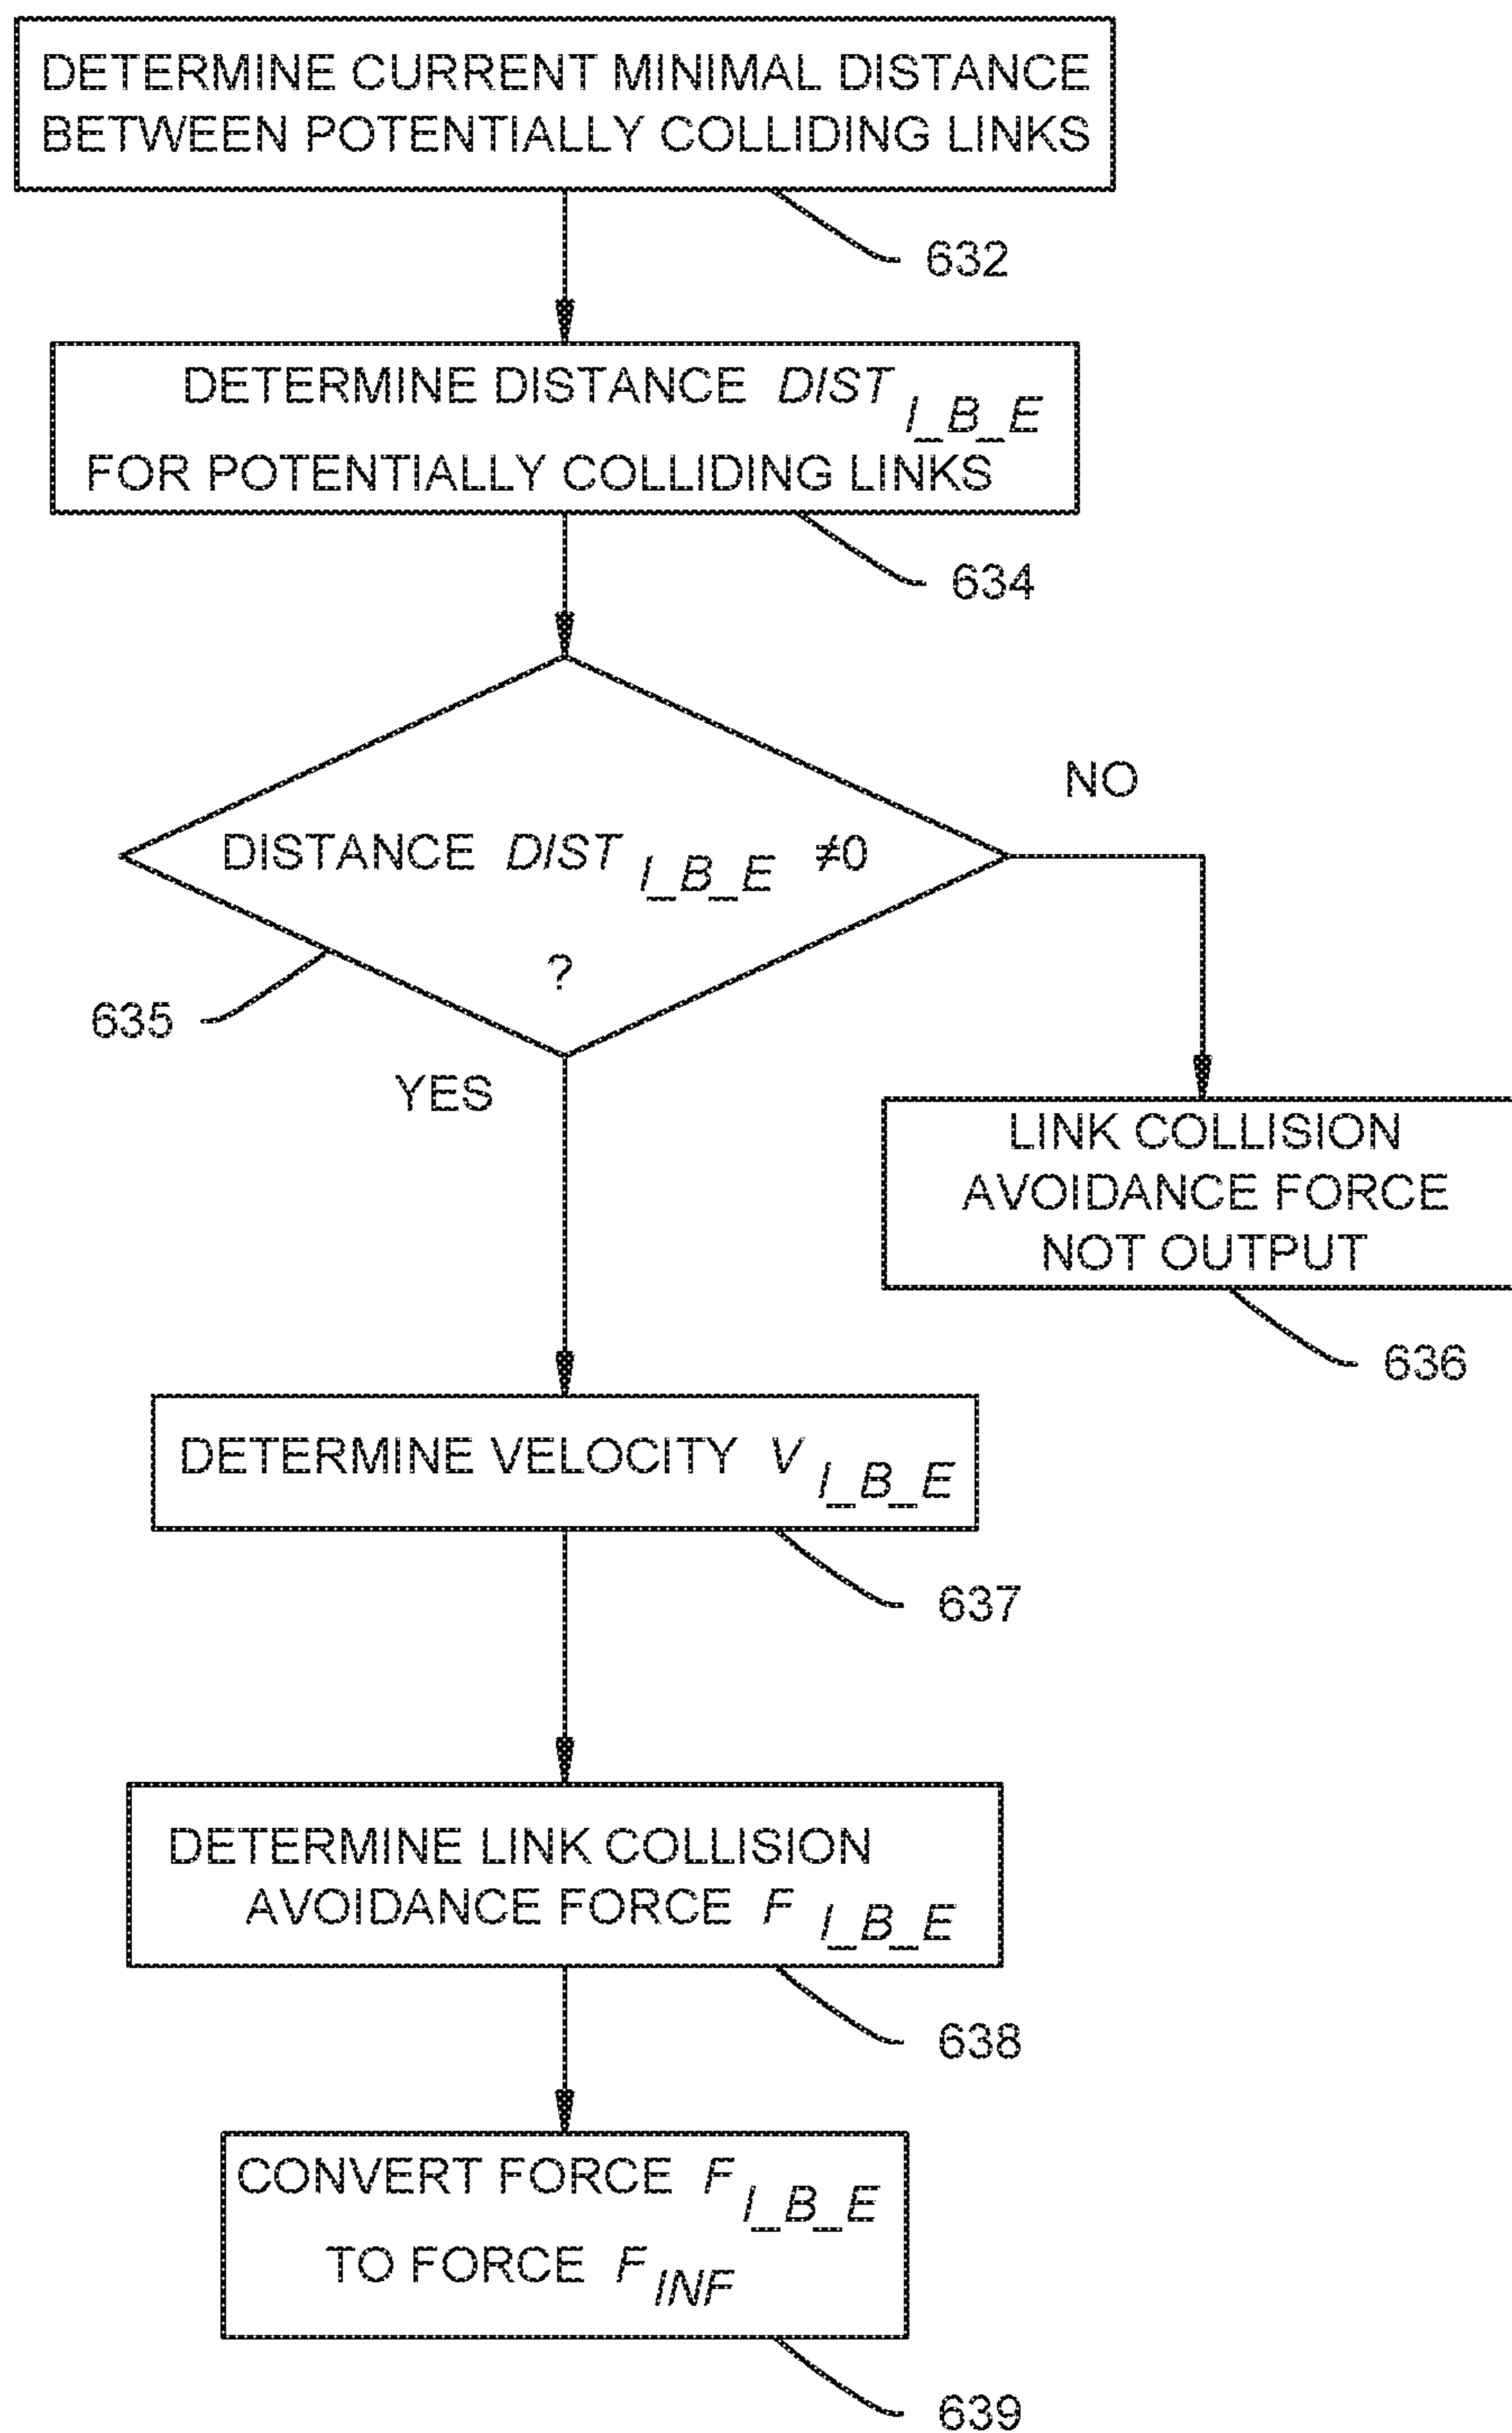 DETERMINE CURRENT MINIMAL DISTANCE
BETWEEN POTENTIALLY COLLIDING LINKS
632
DETERMINE DISTANCE DIST I_B_E
FOR POTENTIALLY COLLIDING LINKS
634
NO
DISTANCE DIST I_B_E ≠0
?
635
YES
LINK COLLISION
AVOIDANCE FORCE
NOT OUTPUT
636
DETERMINE VELOCITY V I_B_E
637
DETERMINE LINK COLLISION
AVOIDANCE FORCE F I_B_E
638
CONVERT FORCE F I_B_E
TO FORCE F INF
639